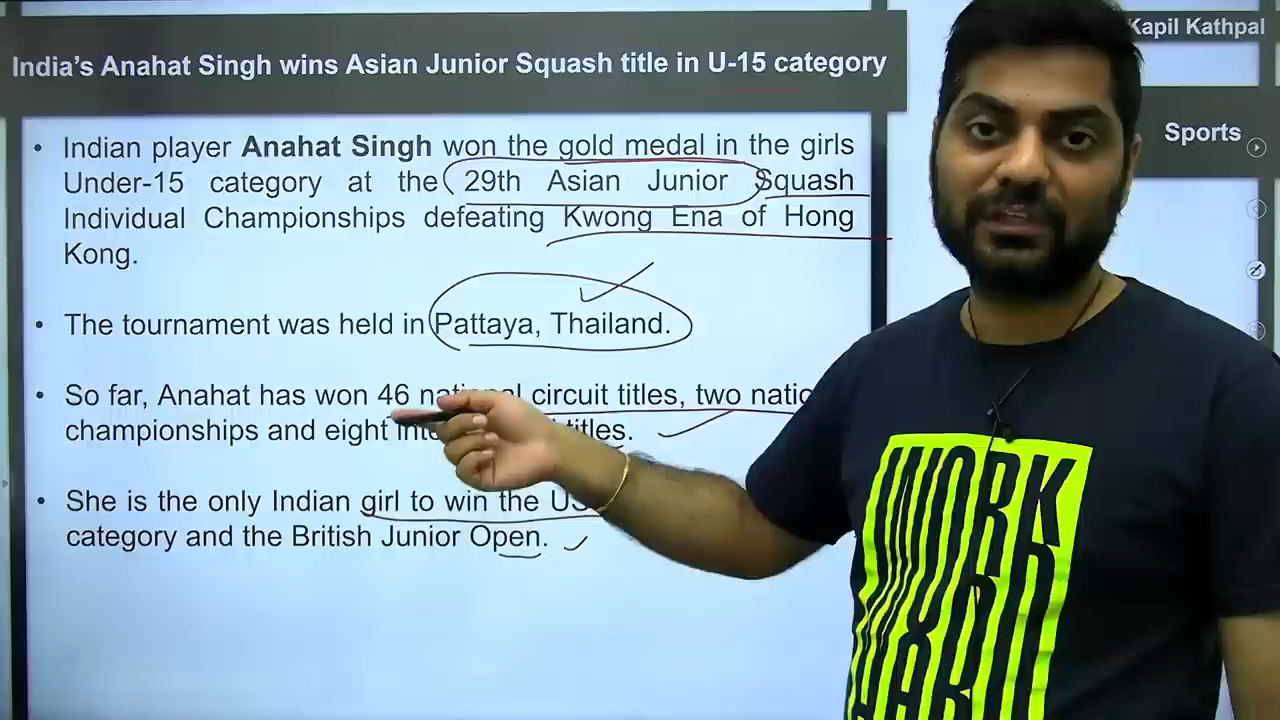 Kapil Kathpal
India's Anahat Singh wins Asian Junior Squash title in U-15 category
Sports
• Indian player Anahat Singh won the gold medal in the girls
Under-15 category at the 29th Asian Junior Squash
Individual Championships defeating Kwong Ena of Hong
Kong.
• The tournament was held in Pattaya, Thailand.
• So far, Anahat has won 46 circuit titles, two
championships and eight titles.
• She is the only Indian girl to win the
category and the British Junior Open.
WORK